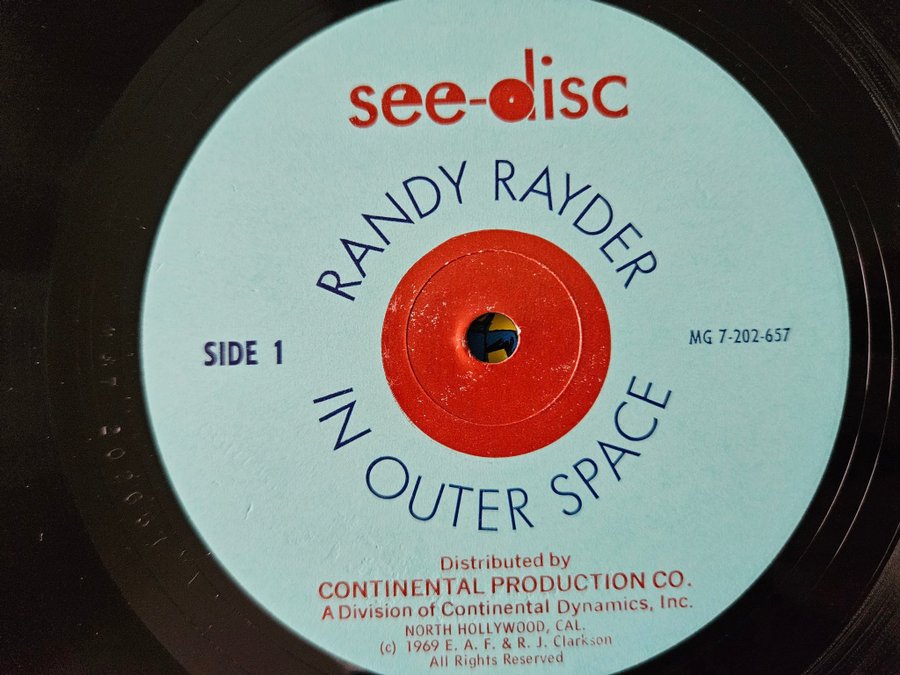 see-disc
RANDY RAYDER
SIDE 1
MG 7-202-657
IN OUTER SPACE
Distributed by
CONTINENTAL PRODUCTION CO.
A Division of Continental Dynamics, Inc.
NORTH HOLLYWOOD, CAL.
(c) 1969 E. A. F. & R. J. Clarkson
All Rights Reserved